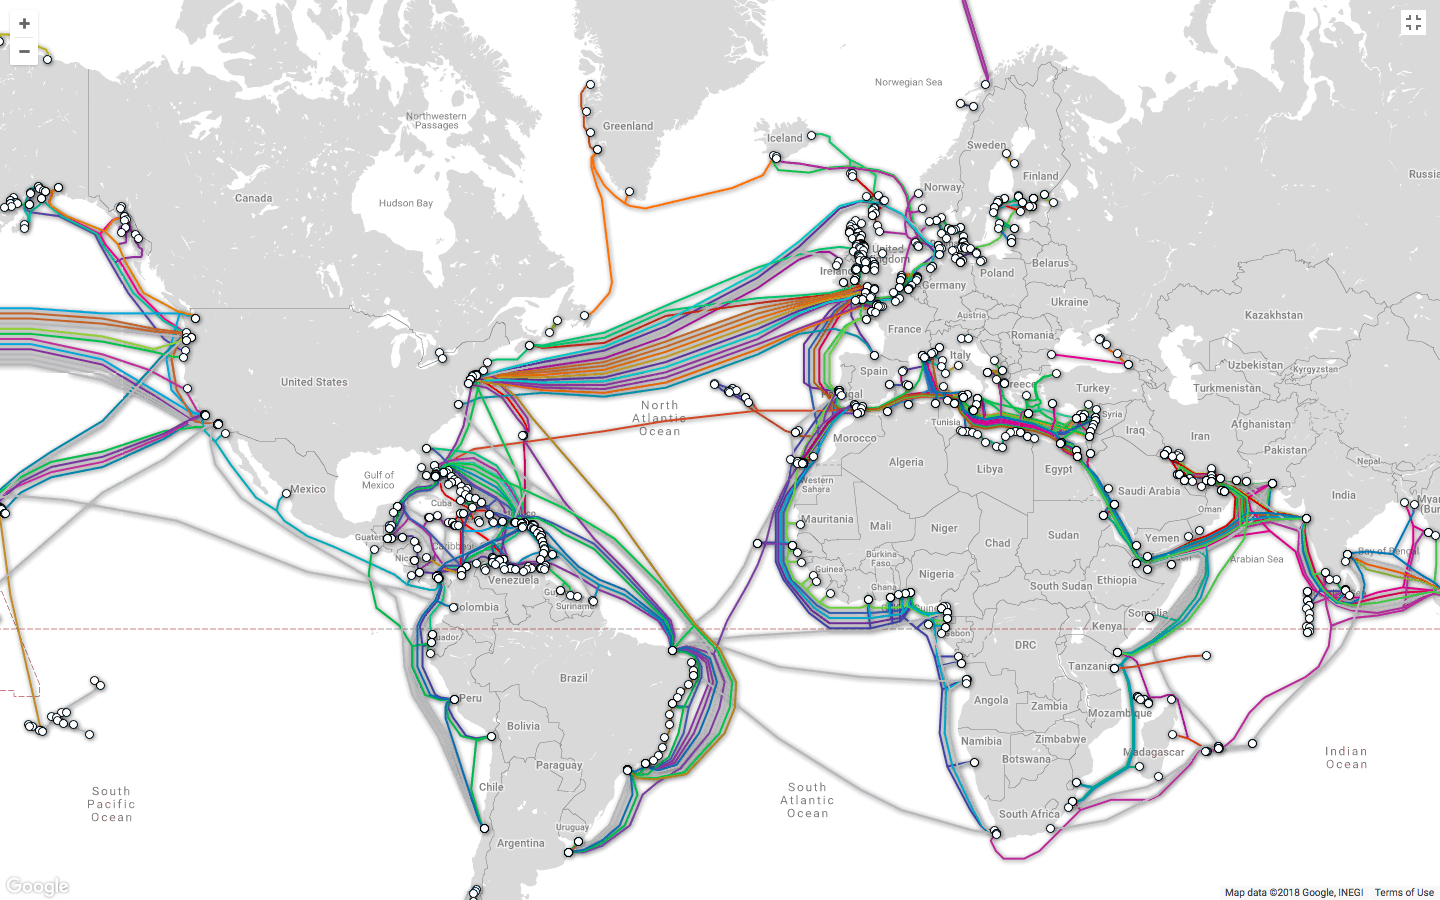 +
−
Norwegian Sea
Northwestern
Passages
Greenland
Iceland
Sweden
Finland
Russia
Canada
Hudson Bay
Norway
United
Kingdom
Ireland
Belarus
Poland
Germany
Ukraine
Austria
Kazakhstan
France
Romania
Italy
Uzbekistan
Kyrgyzstan
United States
Spain
Greece
Turkey
Turkmenistan
North
Atlantic
Ocean
Portugal
Tunisia
Syria
Iraq
Iran
Afghanistan
Morocco
Pakistan
Algeria
Libya
Egypt
Nepal
Gulf of
Mexico
Mexico
Western
Sahara
Saudi Arabia
India
Cuba
Oman
Mauritania
Mali
Niger
Chad
Sudan
Yemen
Guatem
Caribbean
Nic
Arabian Sea
Bay of Bengal
Burkina
Faso
Guinea
Nigeria
Ethiopia
Venezuela
South Sudan
Ghana
Gu
Suriname
Colombia
Somalia
Kenya
Gabon
DRC
Ecuador
Tanzania
Brazil
Peru
Angola
Zambia
Mozambique
Bolivia
Namibia
Zimbabwe
Madagascar
Botswana
Indian
Ocean
Paraguay
Chile
South
Pacific
Ocean
South
Atlantic
Ocean
South Africa
Uruguay
Argentina
Google
Map data ©2018 Google, INEGI
Terms of Use